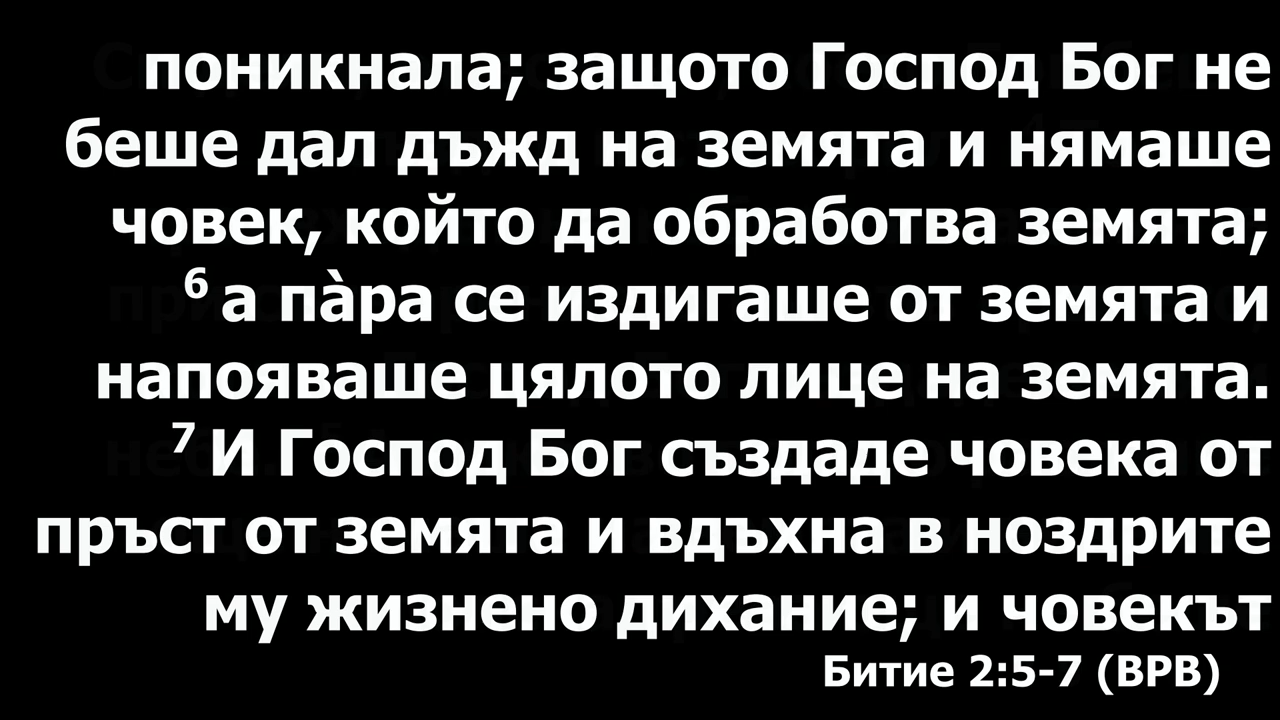 поникнала; защото Господ Бог не
беше дал дъжд на земята и нямаше
човек, който да обработва земята;
⁶ а пàра се издигаше от земята и
напояваше цялото лице на земята.
⁷ И Господ Бог създаде човека от
пръст от земята и вдъхна в ноздрите
му жизнено дихание; и човекът
Битие 2:5-7 (ВРВ)